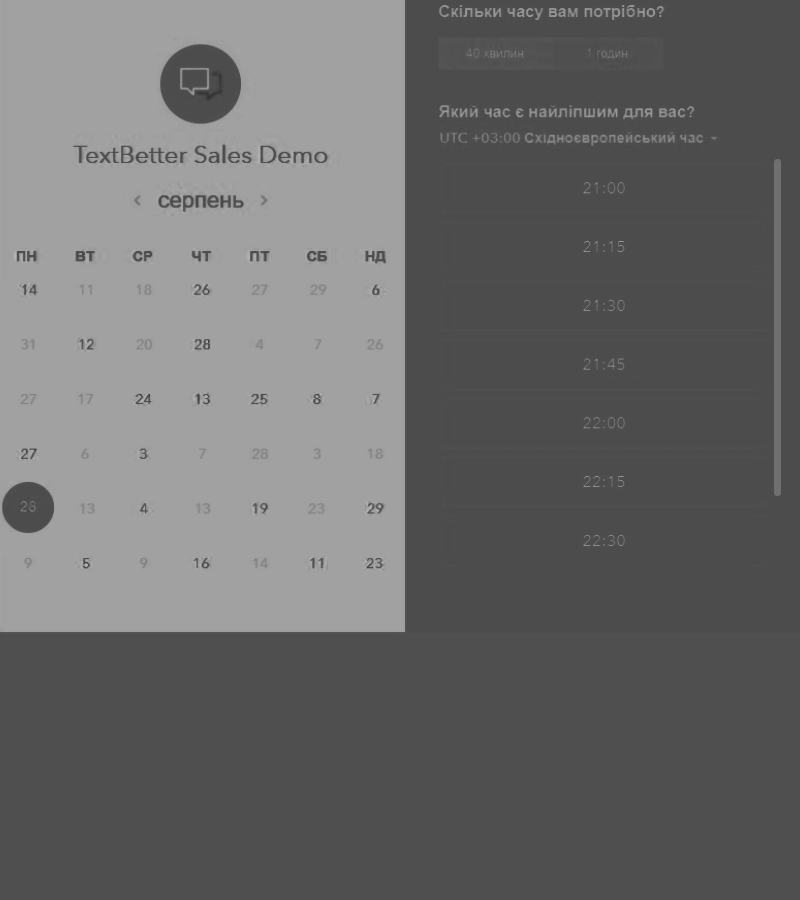 TextBetter Sales Demo
серпень
ПН ВТ СР ЧТ ПТ СБ НД
14 11 18 26 27 29 6
31 12 20 28 4 7 26
27 17 24 13 25 8 7
27 6 3 7 28 3 18
28 13 4 13 19 23 29
9 5 9 16 14 11 23
Скільки часу вам потрібно?
40 хвилин 1 годин
Який час є найліпшим для вас?
UTC +03:00 Східноєвропейський час
21:00
21:15
21:30
21:45
22:00
22:15
22:30